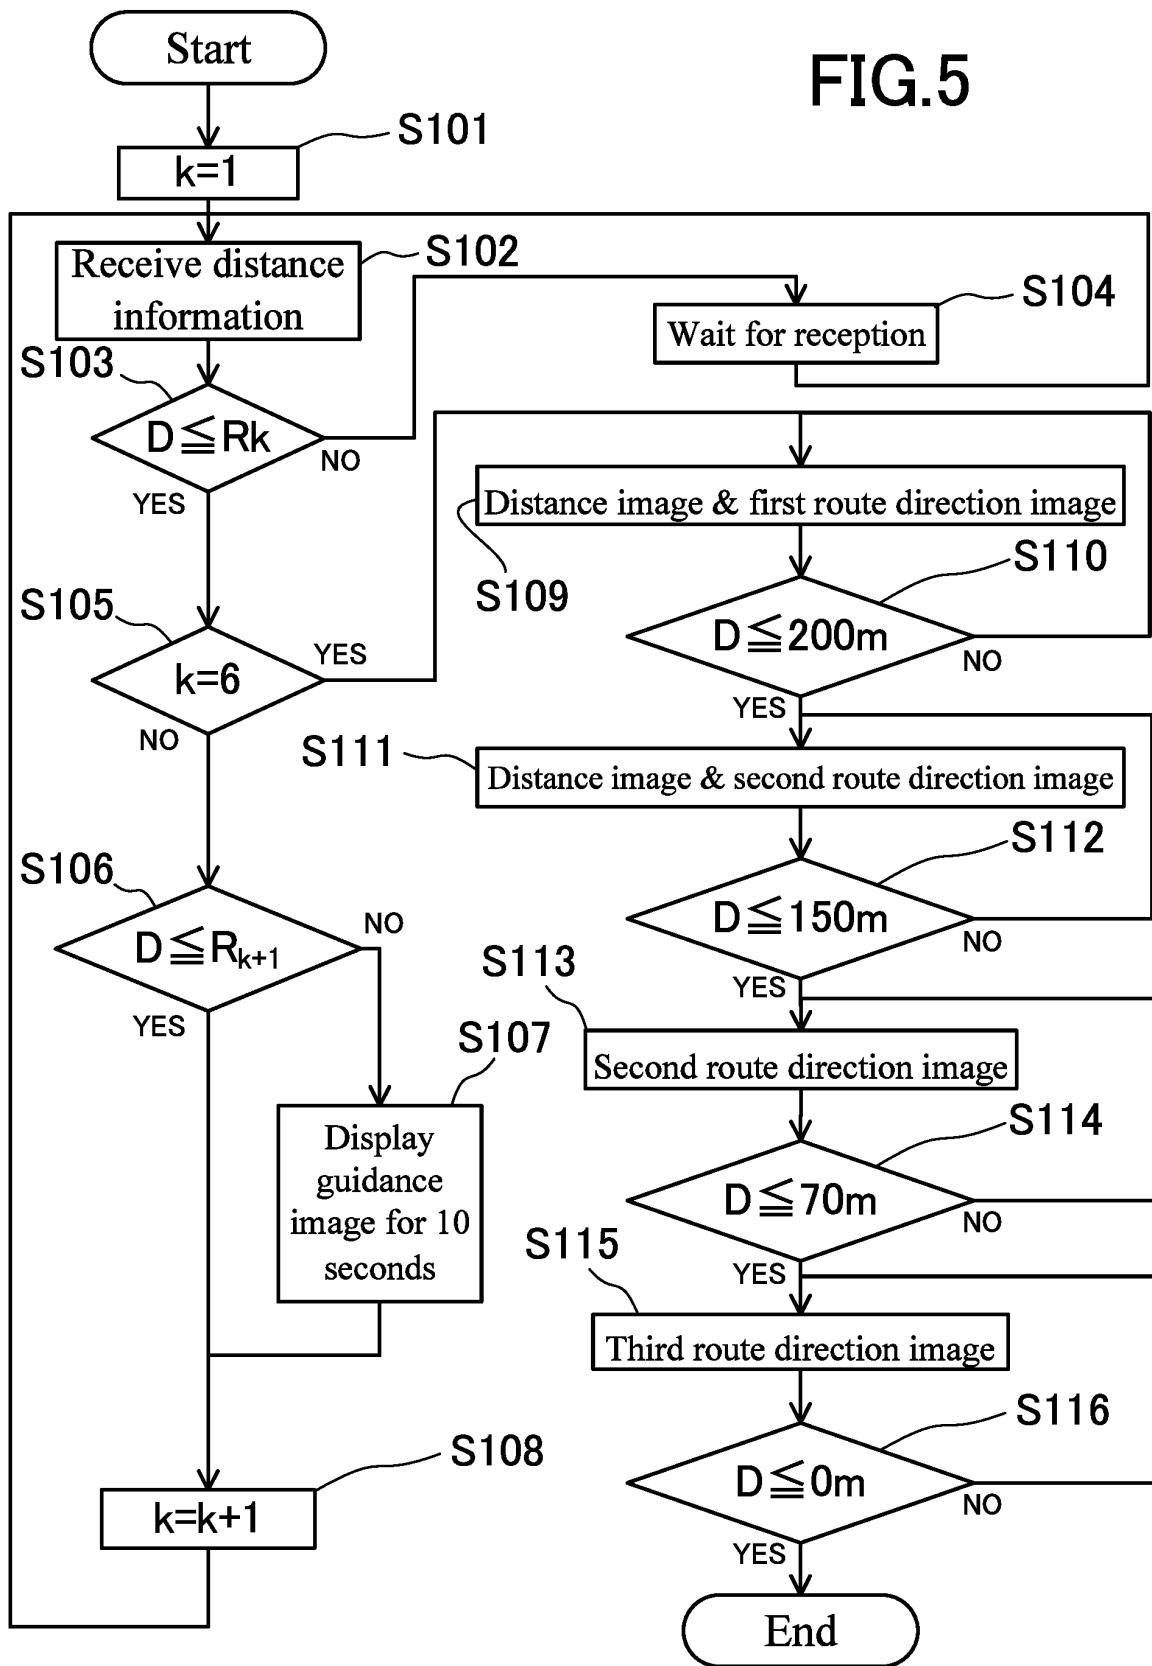 FIG.5
Start
S101
k=1
S102
Receive distance
information
S103
D≦Rk
NO
YES
S104
Wait for reception
S105
k=6
YES
NO
S106
D≦Rk+1
NO
YES
S107
Display
guidance
image for 10
seconds
S108
k=k+1
Distance image & first route direction image
S109
S110
D≦200m
NO
YES
S111
Distance image & second route direction image
S112
D≦150m
NO
YES
S113
Second route direction image
S114
D≦70m
NO
YES
S115
Third route direction image
S116
D≦0m
NO
YES
End